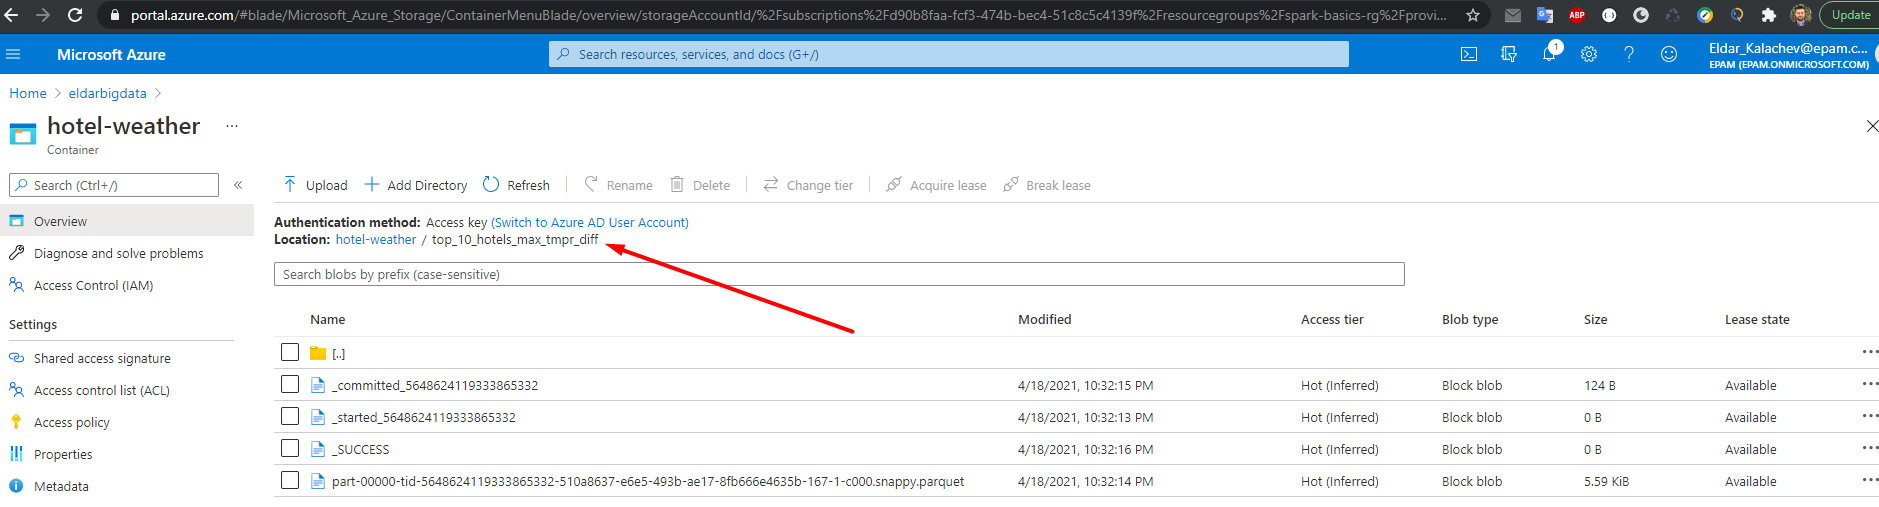 portal.azure.com/#blade/Microsoft_Azure_Storage/ContainerMenuBlade/overview/storageAccountId/%2Fsubscriptions%2Fd90b8faa-fcf3-474b-bec4-51c8c5c4139f%2Fresourcegroups%2Fspark-basics-rg%2Fprovi...
ABP
Update
Microsoft Azure
Search resources, services, and docs (G+/)
1
Eldar_Kalachev@epam.c...
EPAM (EPAM.ONMICROSOFT.COM)
Home > eldarbigdata >
hotel-weather ...
Container
Search (Ctrl+/) «
Upload Add Directory Refresh Rename Delete Change tier Acquire lease Break lease
Overview
Diagnose and solve problems
Access Control (IAM)
Settings
Shared access signature
Access control list (ACL)
Access policy
Properties
Metadata
Authentication method: Access key (Switch to Azure AD User Account)
Location: hotel-weather / top_10_hotels_max_tmpr_diff
Search blobs by prefix (case-sensitive)
Name Modified Access tier Blob type Size Lease state
[..] ...
_committed_5648624119333865332 4/18/2021, 10:32:15 PM Hot (Inferred) Block blob 124 B Available ...
_started_5648624119333865332 4/18/2021, 10:32:13 PM Hot (Inferred) Block blob 0 B Available ...
_SUCCESS 4/18/2021, 10:32:16 PM Hot (Inferred) Block blob 0 B Available ...
part-00000-tid-5648624119333865332-510a8637-e6e5-493b-ae17-8fb666e4635b-167-1-c000.snappy.parquet 4/18/2021, 10:32:14 PM Hot (Inferred) Block blob 5.59 KiB Available ...